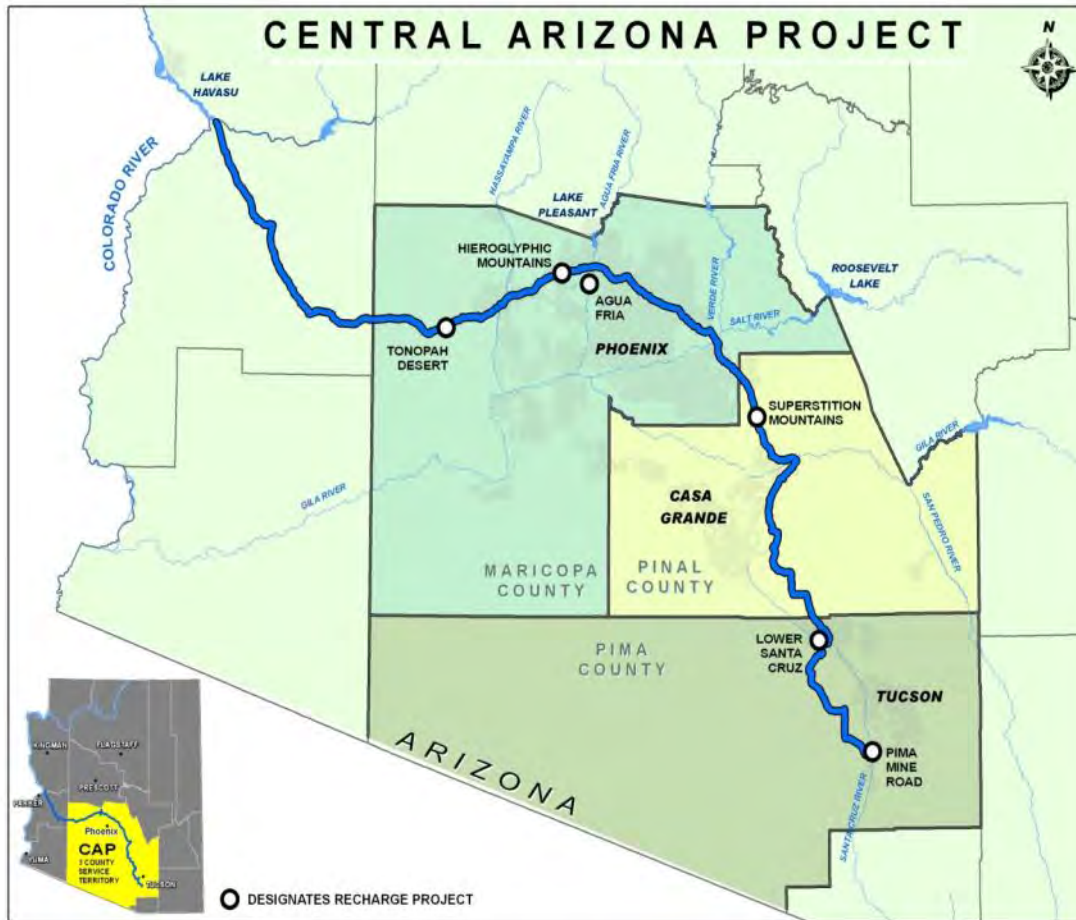 CENTRAL ARIZONA PROJECT
N
LAKE
HAVASU
COLORADO RIVER
HASSAYAMPA RIVER
AGUA FRIA RIVER
LAKE
PLEASANT
HIEROGLYPHIC
MOUNTAINS
AGUA
FRIA
VERDE RIVER
ROOSEVELT
LAKE
SALT RIVER
TONOPAH
DESERT
PHOENIX
SUPERSTITION
MOUNTAINS
GILA RIVER
GILA RIVER
CASA
GRANDE
SAN PEDRO RIVER
MARICOPA
COUNTY
PINAL
COUNTY
PIMA
COUNTY
LOWER
SANTA
CRUZ
TUCSON
ARIZONA
PIMA
MINE
ROAD
SANTA CRUZ RIVER
KINGMAN
FLAGSTAFF
PRESCOTT
PARKER
Phoenix
CAP
3 COUNTY
SERVICE
TERRITORY
YUMA
TUCSON
DESIGNATES RECHARGE PROJECT